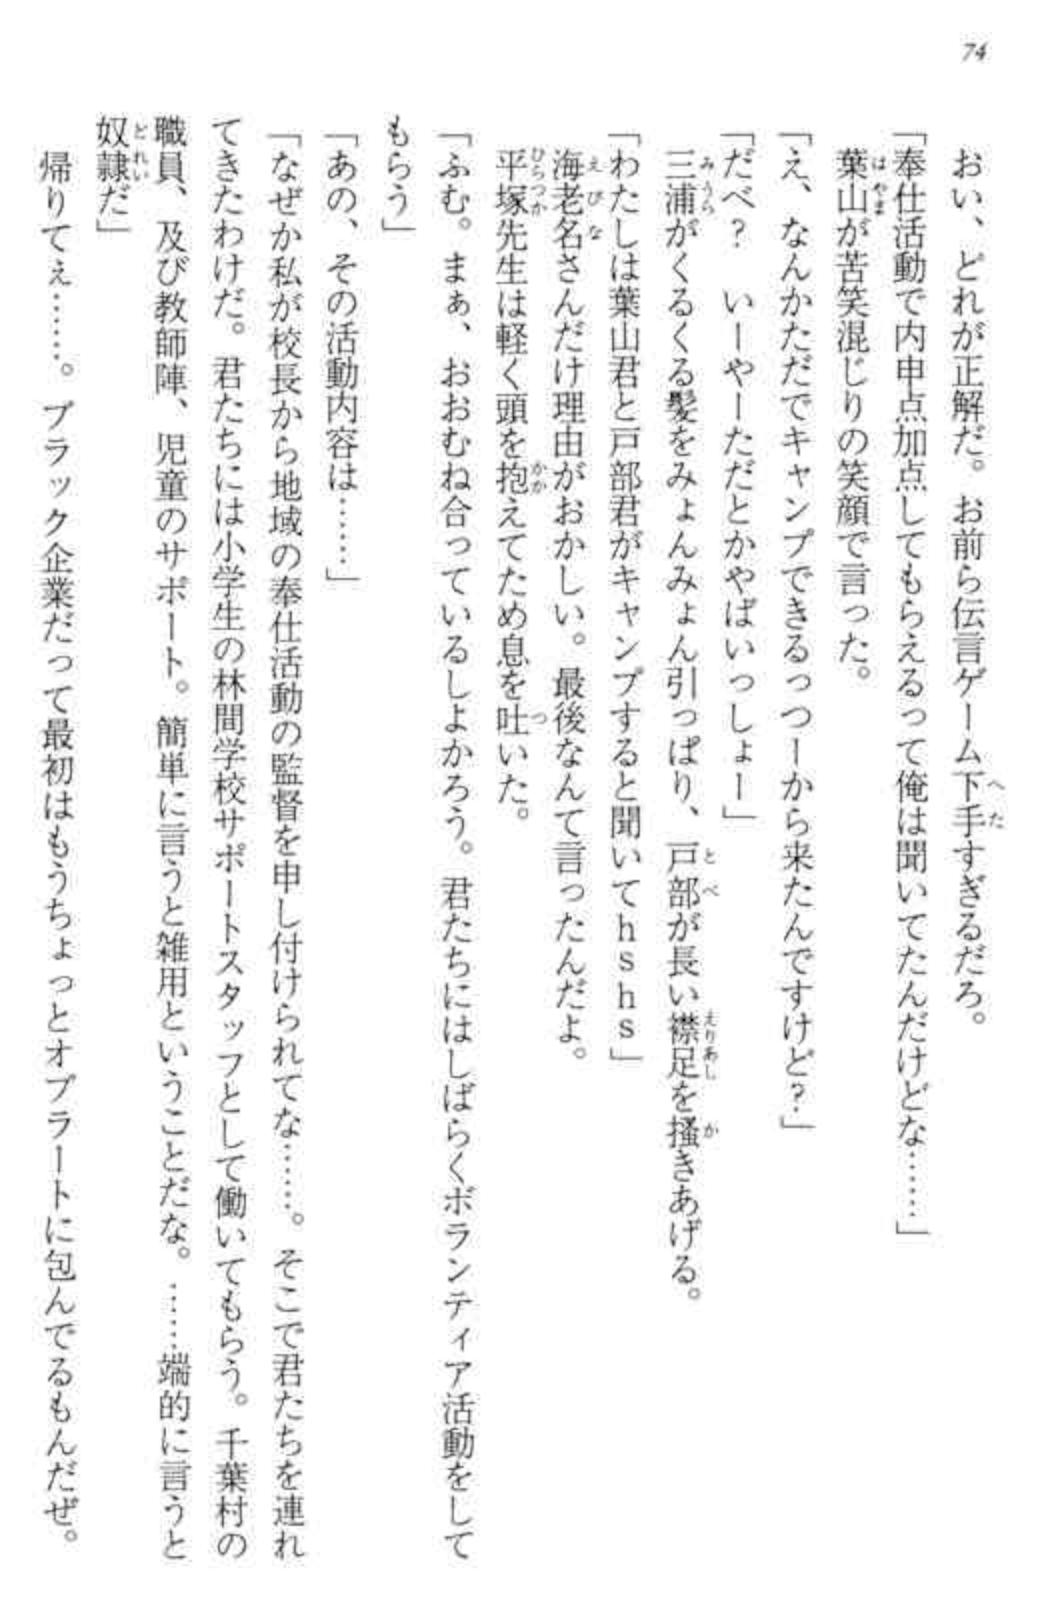 74
おい、どれが正解だ。お前ら伝言ゲーム下手すぎるだろ。
「奉仕活動で内申点加点してもらえるって俺は聞いてたんだけどな……」
葉山が苦笑混じりの笑顔で言った。
「え、なんかただでキャンプできるっつーから来たんですけど？」
「だべ？　いーやーただとかやばいっしょー」
三浦がくるくる髪をみょんみょん引っぱり、戸部が長い襟足を掻きあげる。
「わたしは葉山君と戸部君がキャンプすると聞いてｈｓｈｓ」
海老名さんだけ理由がおかしい。最後なんて言ったんだよ。
平塚先生は軽く頭を抱えてため息を吐いた。
「ふむ。まぁ、おおむね合っているしよかろう。君たちにはしばらくボランティア活動をして
もらう」
「あの、その活動内容は……」
「なぜか私が校長から地域の奉仕活動の監督を申し付けられてな……。そこで君たちを連れ
てきたわけだ。君たちには小学生の林間学校サポートスタッフとして働いてもらう。千葉村の
職員、及び教師陣、児童のサポート。簡単に言うと雑用ということだな。……端的に言うと
奴隷だ」
帰りてぇ……。ブラック企業だって最初はもうちょっとオブラートに包んでるもんだぜ。